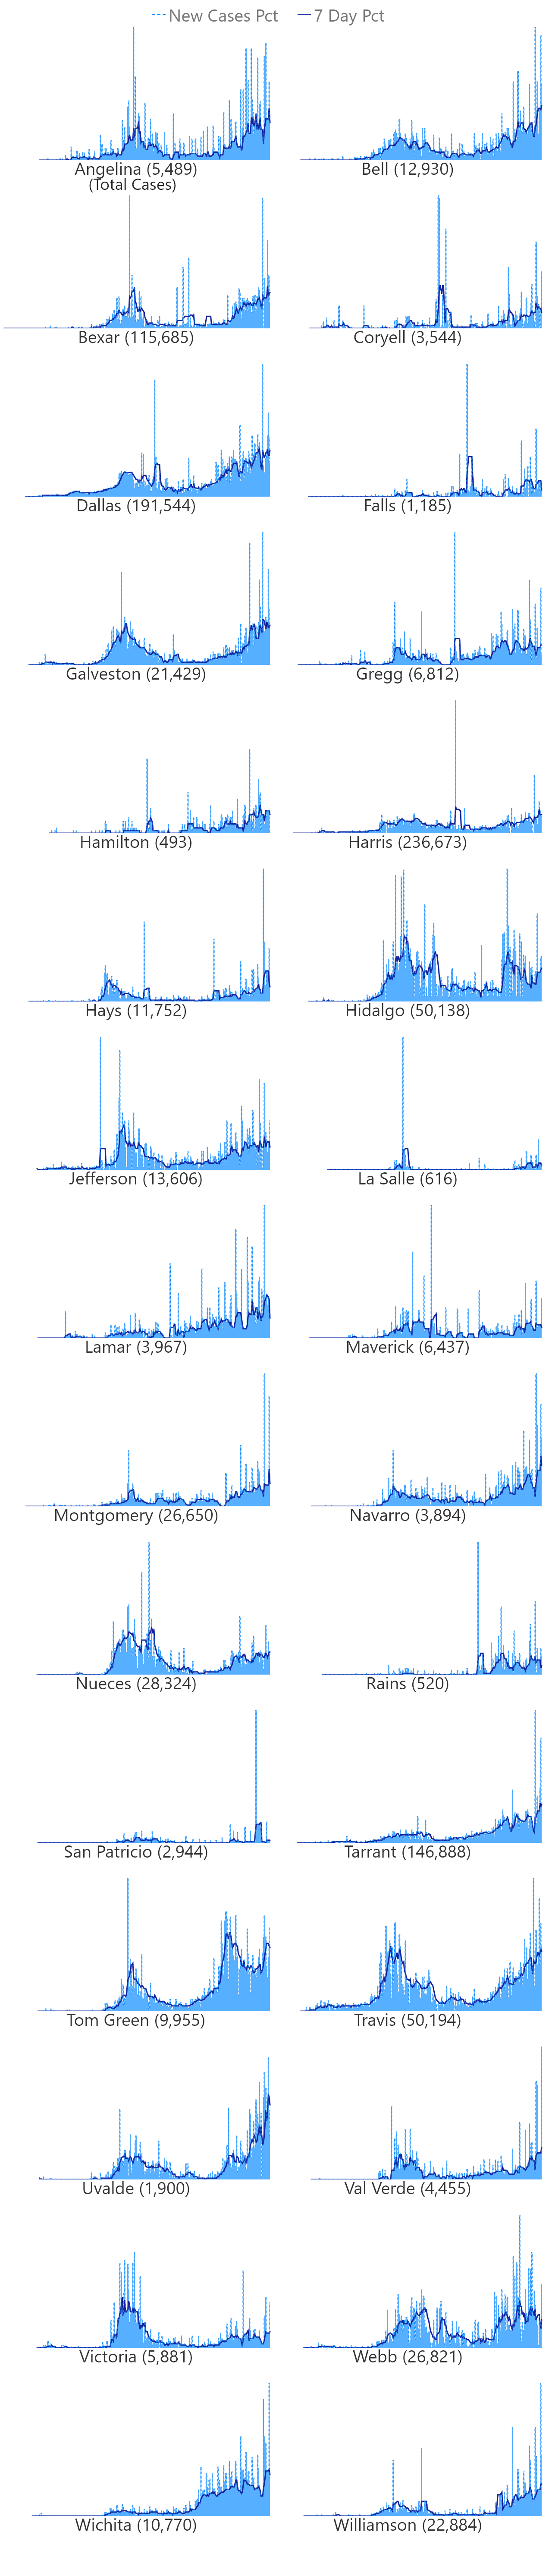 New Cases Pct 7 Day Pct
Angelina (5,489) Bell (12,930)
(Total Cases)
Bexar (115,685) Coryell (3,544)
Dallas (191,544) Falls (1,185)
Galveston (21,429) Gregg (6,812)
Hamilton (493) Harris (236,673)
Hays (11,752) Hidalgo (50,138)
Jefferson (13,606) La Salle (616)
Lamar (3,967) Maverick (6,437)
Montgomery (26,650) Navarro (3,894)
Nueces (28,324) Rains (520)
San Patricio (2,944) Tarrant (146,888)
Tom Green (9,955) Travis (50,194)
Uvalde (1,900) Val Verde (4,455)
Victoria (5,881) Webb (26,821)
Wichita (10,770) Williamson (22,884)